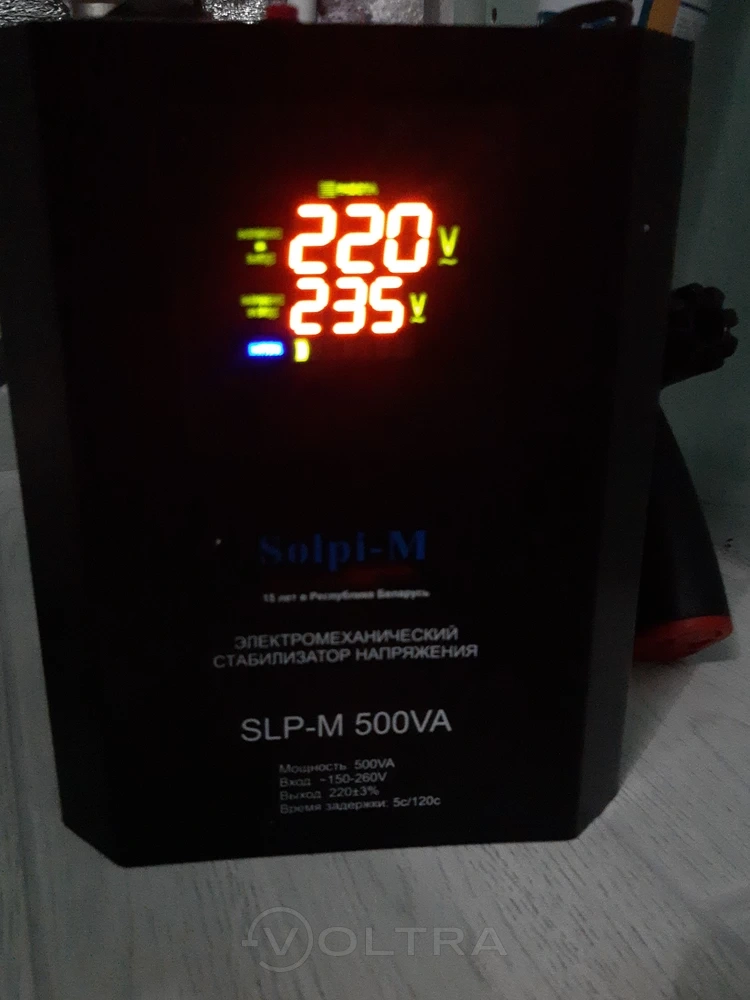 220 V
235 V
Solpi-M
15 лет в Республике Беларусь
ЭЛЕКТРОМЕХАНИЧЕСКИЙ
СТАБИЛИЗАТОР НАПРЯЖЕНИЯ
SLP-M 500VA
Мощность: 500VA
Вход ~150-260V
Выход 220±3%
Время задержки: 5с/120с
VOLTRA